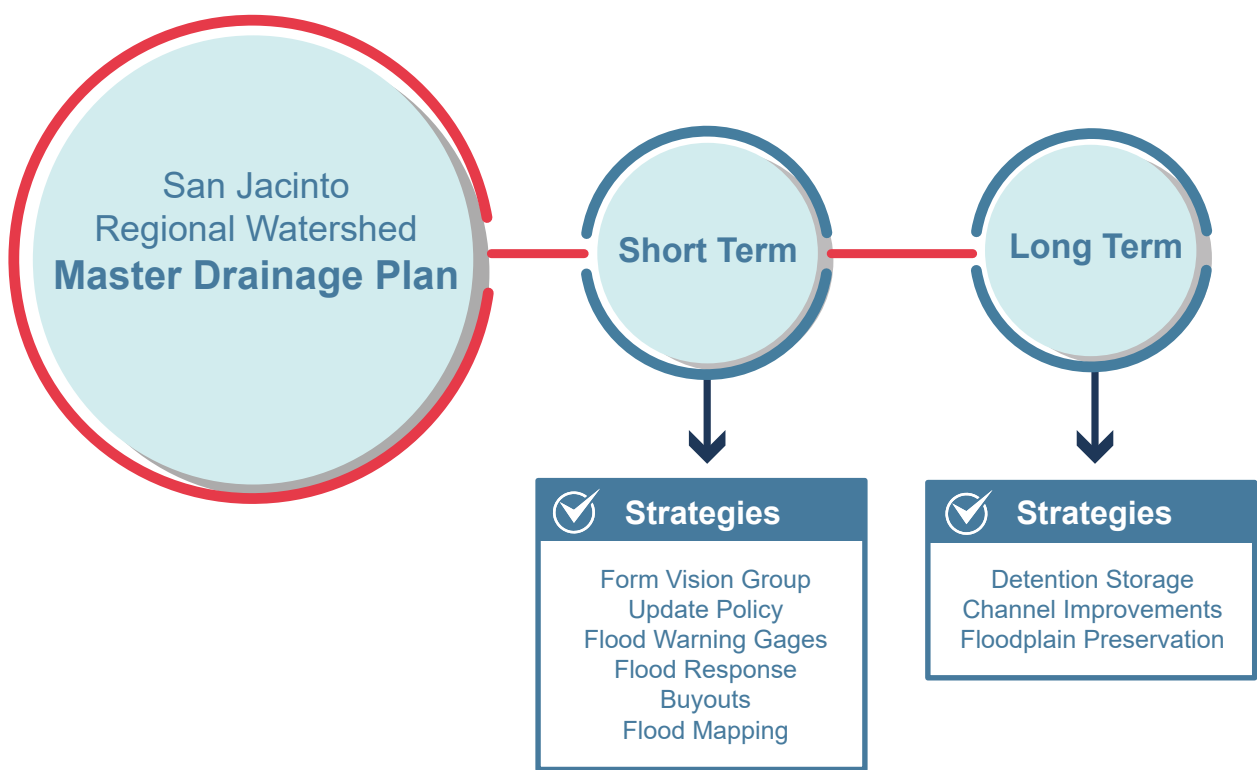 San Jacinto
Regional Watershed
Master Drainage Plan
Short Term
Long Term
Strategies
Form Vision Group
Update Policy
Flood Warning Gages
Flood Response
Buyouts
Flood Mapping
Strategies
Detention Storage
Channel Improvements
Floodplain Preservation